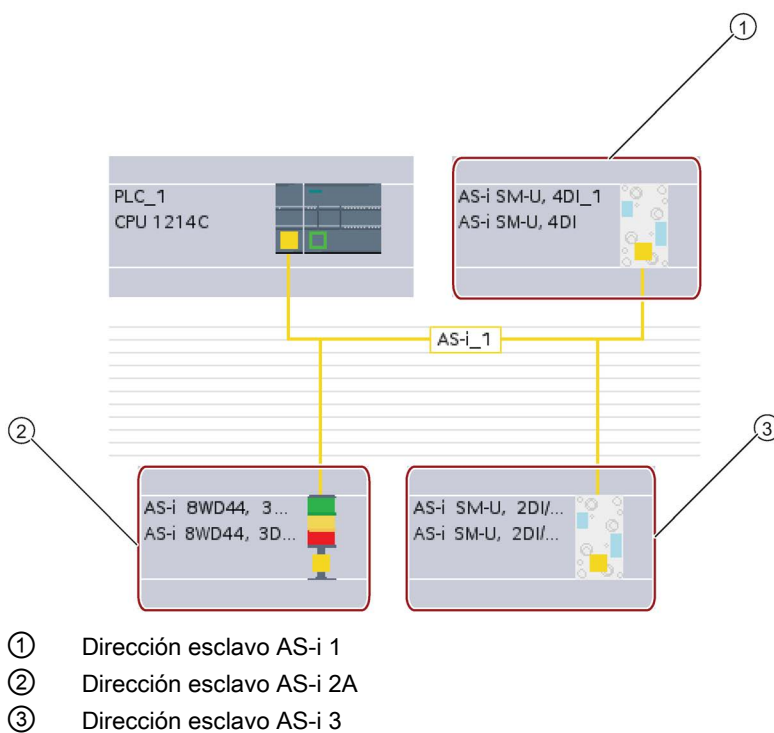 ①
PLC_1
CPU 1214C
AS-i SM-U, 4DI_1
AS-i SM-U, 4DI
AS-i_1
②
③
AS-i 8WD44, 3...
AS-i 8WD44, 3D...
AS-i SM-U, 2DI/...
AS-i SM-U, 2DI/...
① Dirección esclavo AS-i 1
② Dirección esclavo AS-i 2A
③ Dirección esclavo AS-i 3